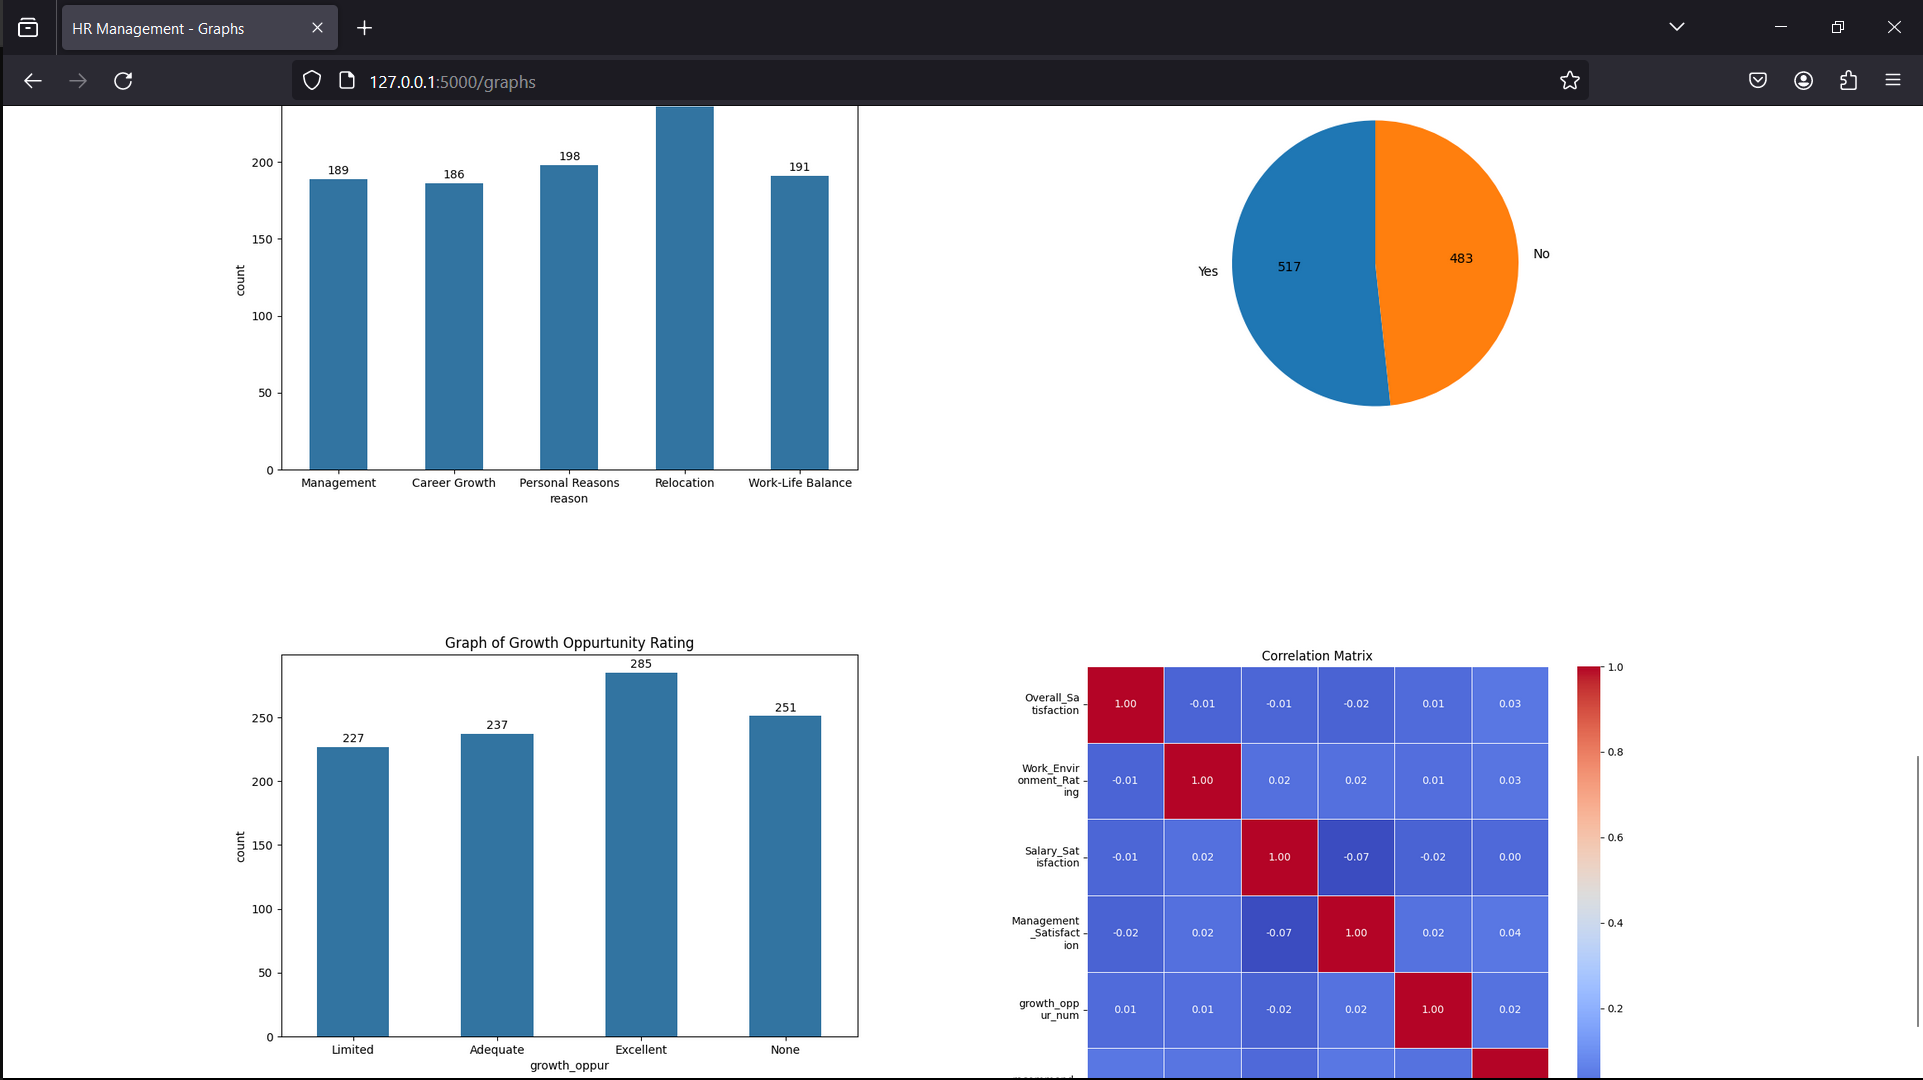 HR Management - Graphs
127.0.0.1:5000/graphs
189
186
198
191
200
150
100
50
0
count
Management
Career Growth
Personal Reasons
Relocation
Work-Life Balance
reason
Yes
517
483
No
Graph of Growth Oppurtunity Rating
227
237
285
251
250
200
150
100
50
0
count
Limited
Adequate
Excellent
None
growth_oppur
Correlation Matrix
Overall_Sa
tisfaction
1.00 -0.01 -0.01 -0.02 0.01 0.03
Work_Envir
onment_Rat
ing
-0.01 1.00 0.02 0.02 0.01 0.03
Salary_Sat
isfaction
-0.01 0.02 1.00 -0.07 -0.02 0.00
Management
_Satisfact
ion
-0.02 0.02 -0.07 1.00 0.02 0.04
growth_opp
ur_num
0.01 0.01 -0.02 0.02 1.00 0.02
1.0
0.8
0.6
0.4
0.2